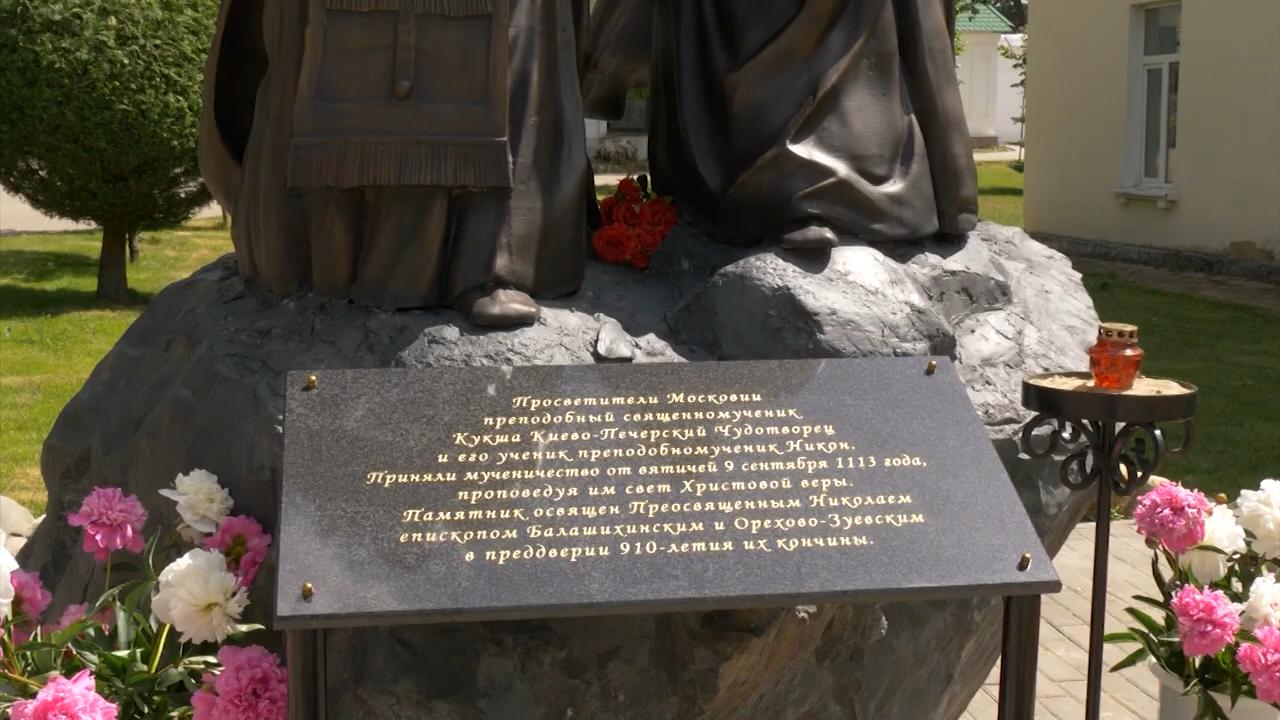 Просветители Московии
преподобный священномученик
Кукша Киево-Печерский Чудотворец
и его ученик преподобномученик Никон.
Приняли мученичество от вятичей 9 сентября 1113 года,
проповедуя им свет Христовой веры.
Памятник освящен Преосвященным Николаем
епископом Балашихинским и Орехово-Зуевским
в преддверии 910-летия их кончины.